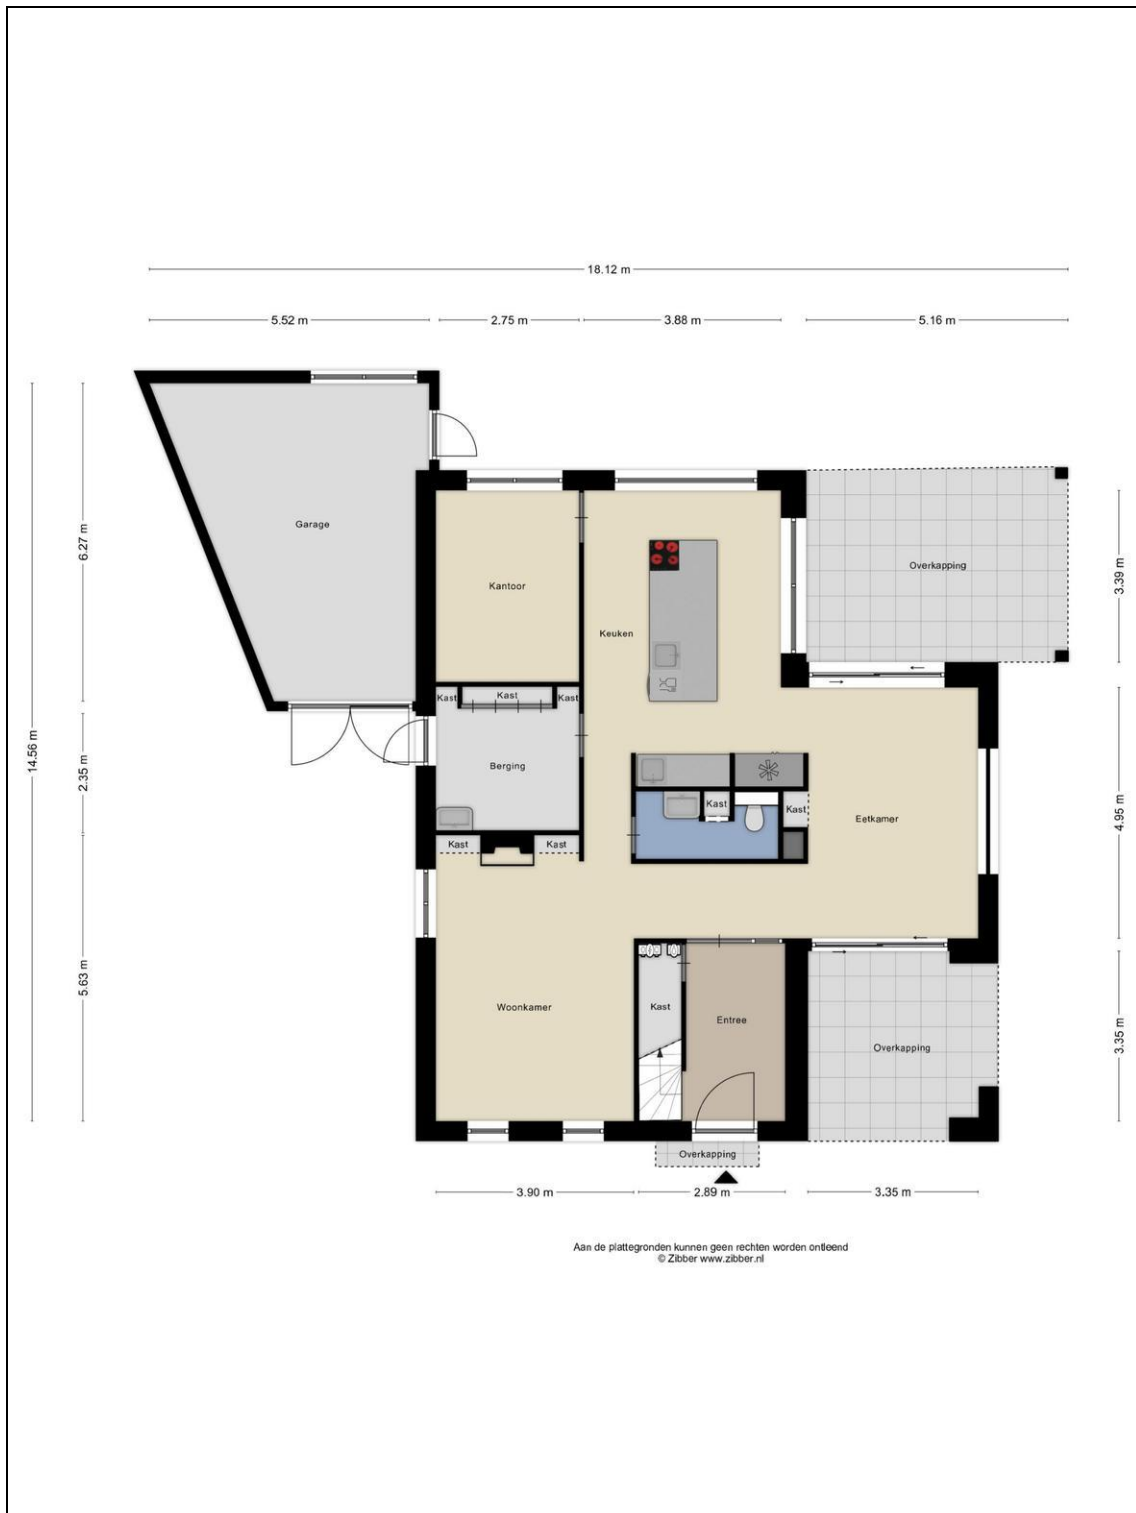 18.12 m
5.52 m
2.75 m
3.88 m
5.16 m
14.56 m
6.27 m
2.35 m
5.63 m
3.39 m
4.95 m
3.35 m
Garage
Kantoor
Keuken
Overkapping
Kast
Kast
Kast
Berging
Kast
Kast
Eetkamer
Kast
Kast
Woonkamer
Kast
Entree
Overkapping
Overkapping
3.90 m
2.89 m
3.35 m
Aan de plattegronden kunnen geen rechten worden ontleend
© Zibber www.zibber.nl